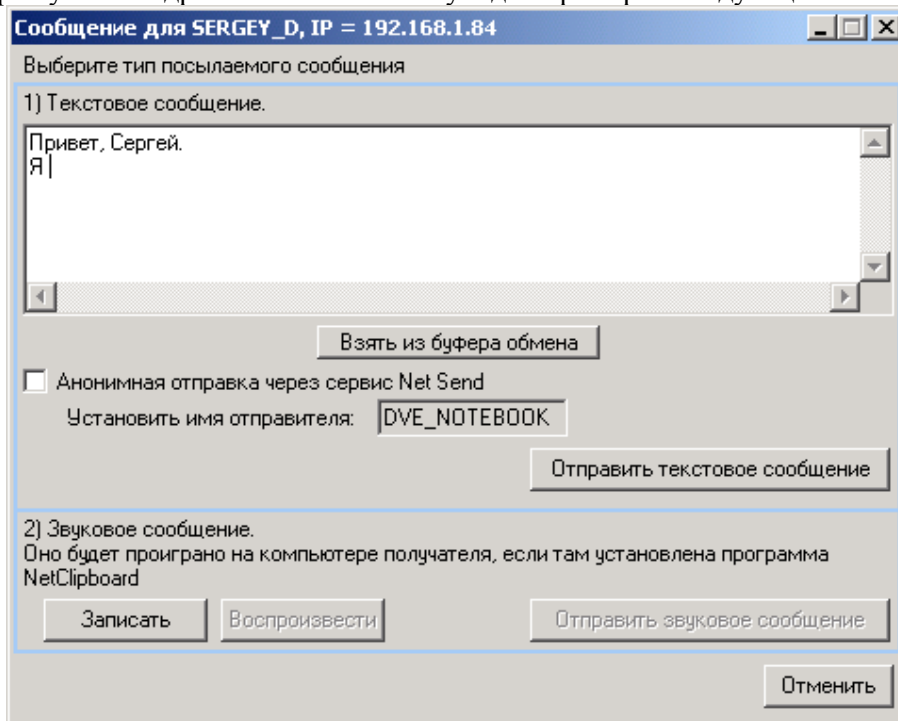 Сообщение для SERGEY_D, IP = 192.168.1.84
Выберите тип посылаемого сообщения
1) Текстовое сообщение.
Привет, Сергей.
Я
Взять из буфера обмена
Анонимная отправка через сервис Net Send
Установить имя отправителя: DVE_NOTEBOOK
Отправить текстовое сообщение
2) Звуковое сообщение.
Оно будет проиграно на компьютере получателя, если там установлена программа
NetClipboard
Записать Воспроизвести Отправить звуковое сообщение
Отменить